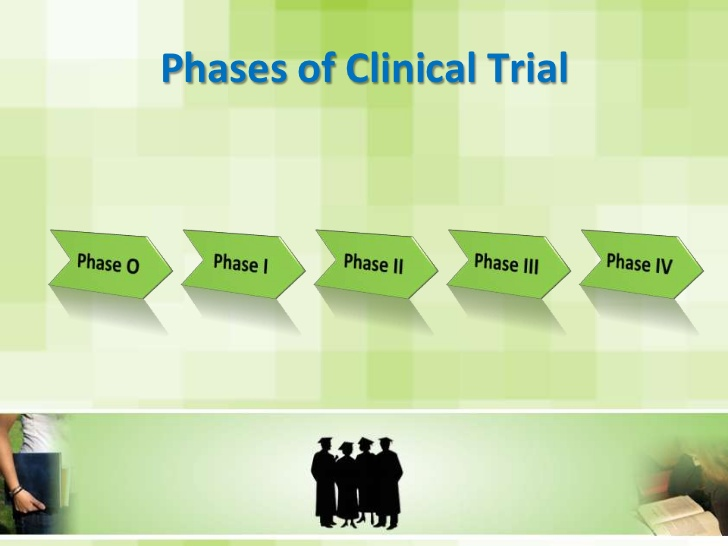 Phases of Clinical Trial
Phase O
Phase I
Phase II
Phase III
Phase IV